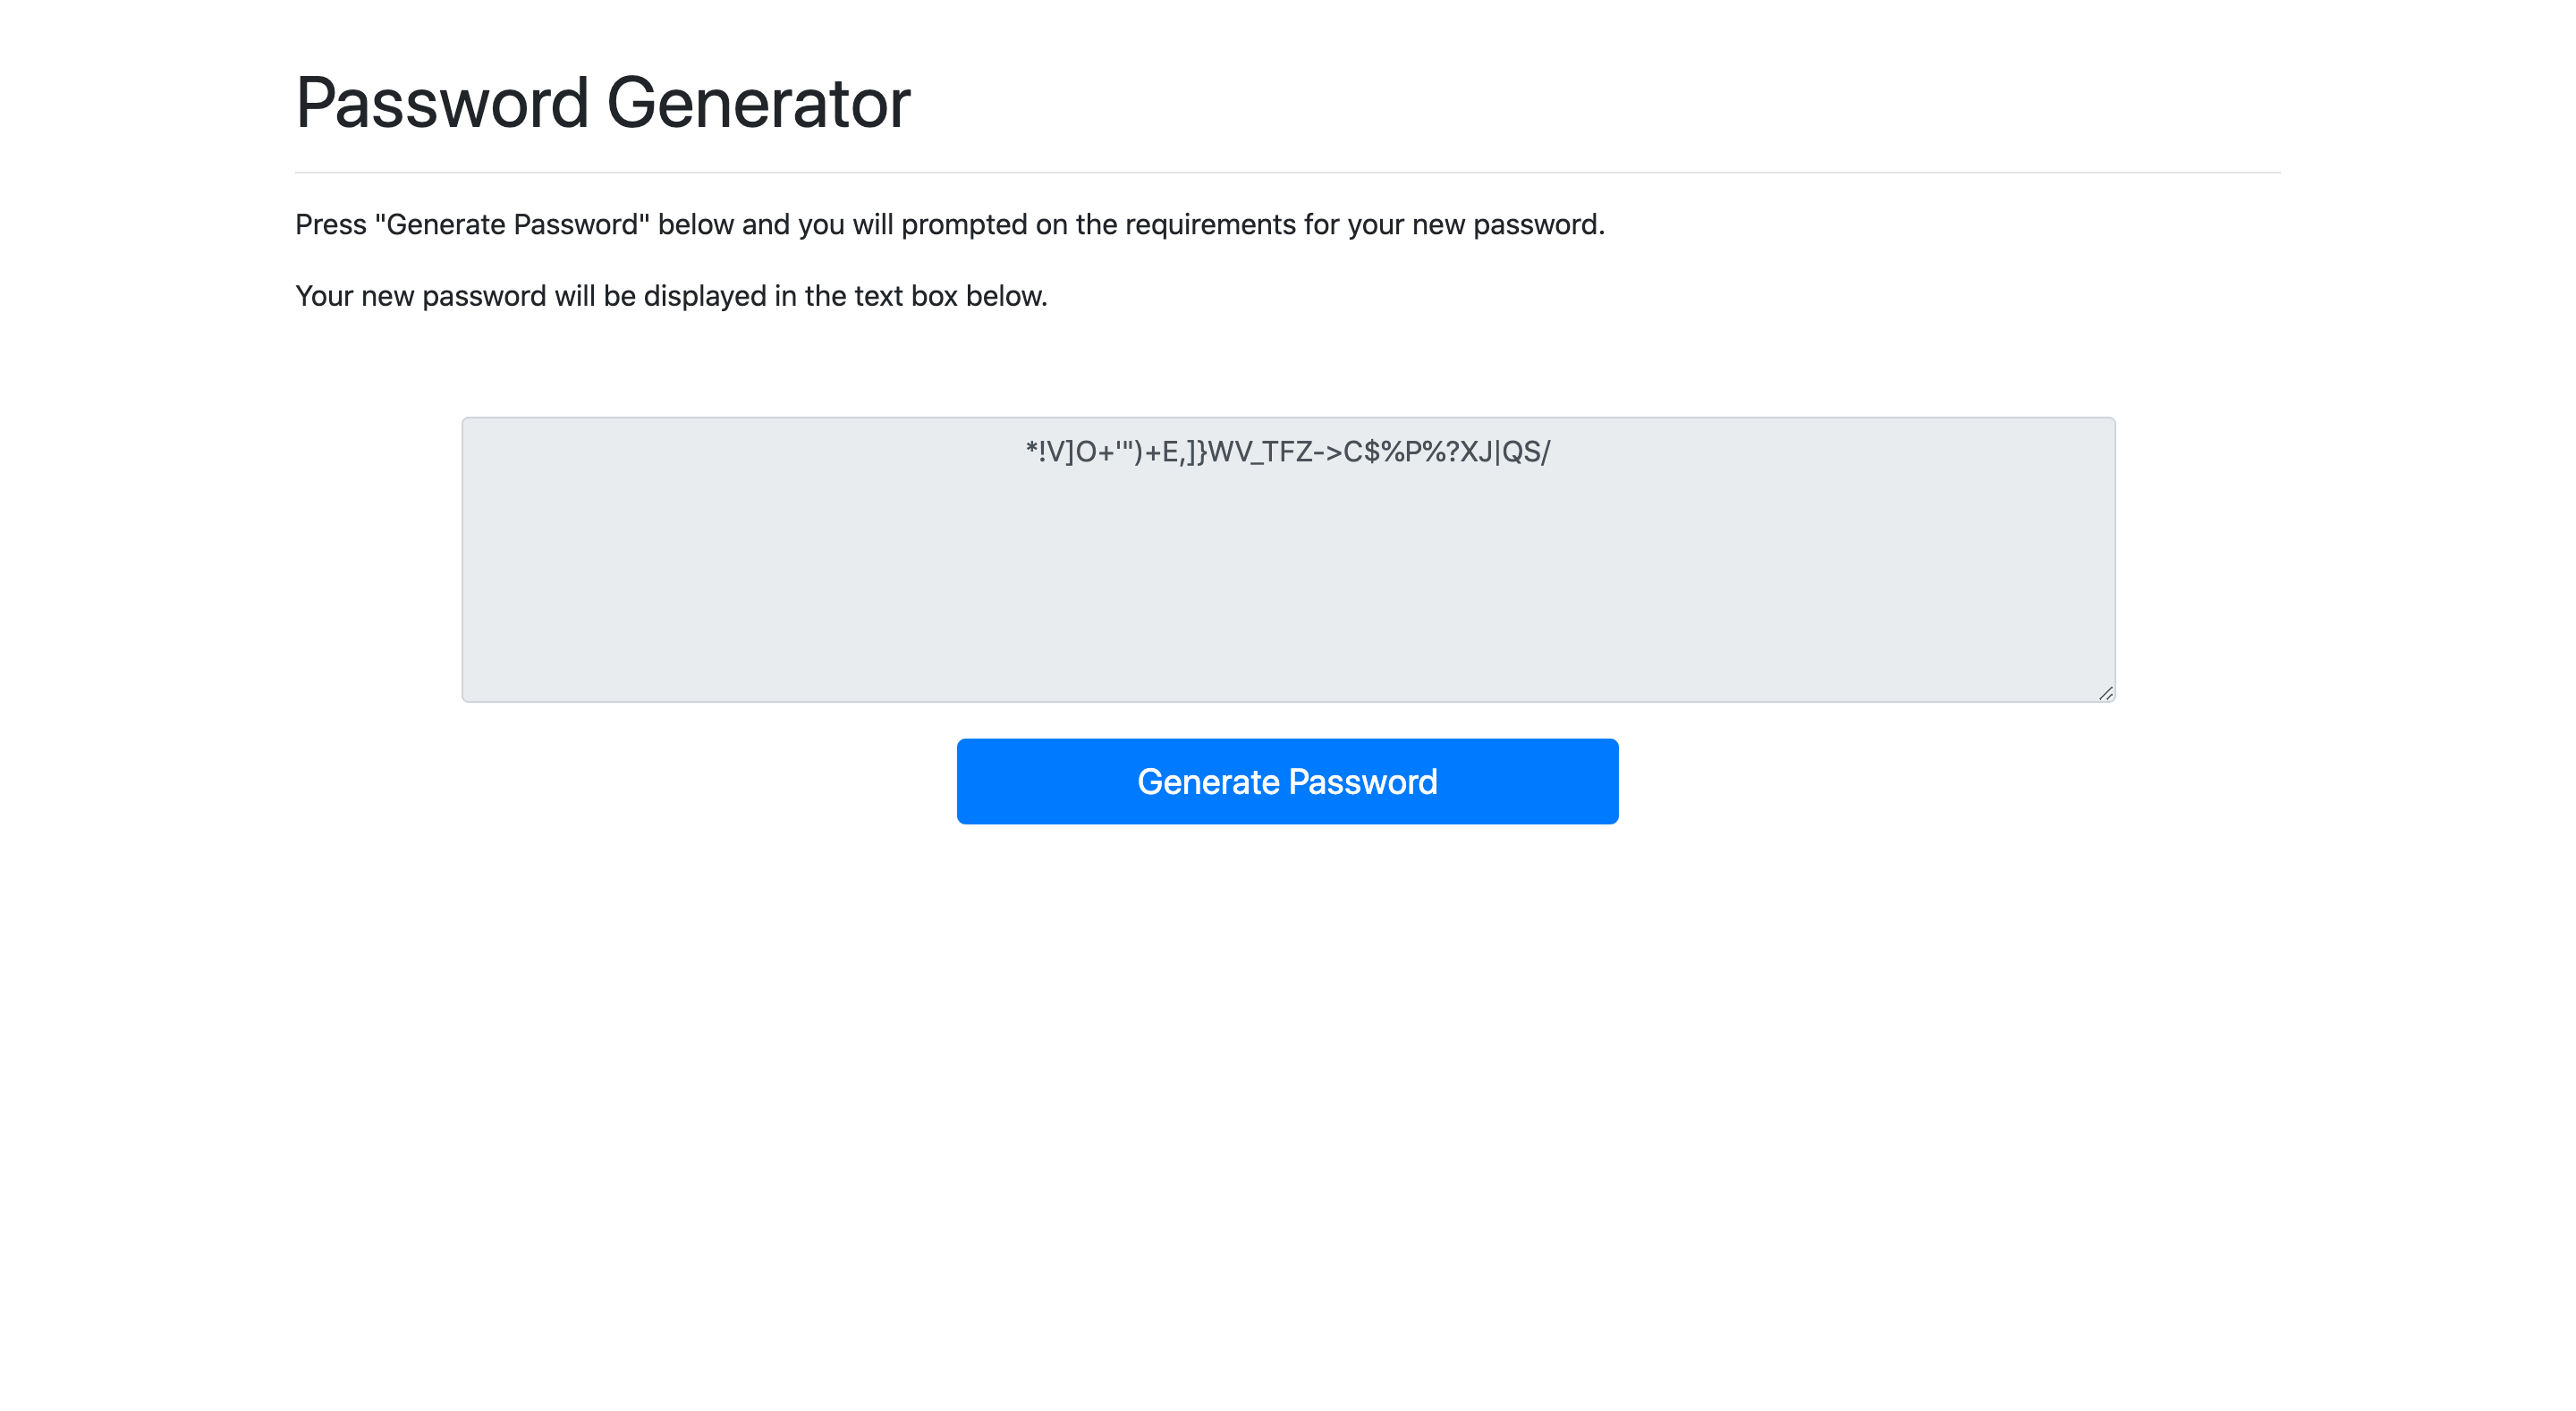 Password Generator
Press "Generate Password" below and you will prompted on the requirements for your new password.
Your new password will be displayed in the text box below.
*!V]O+'")+E,]}WV_TFZ->C$%P%?XJ|QS/
Generate Password